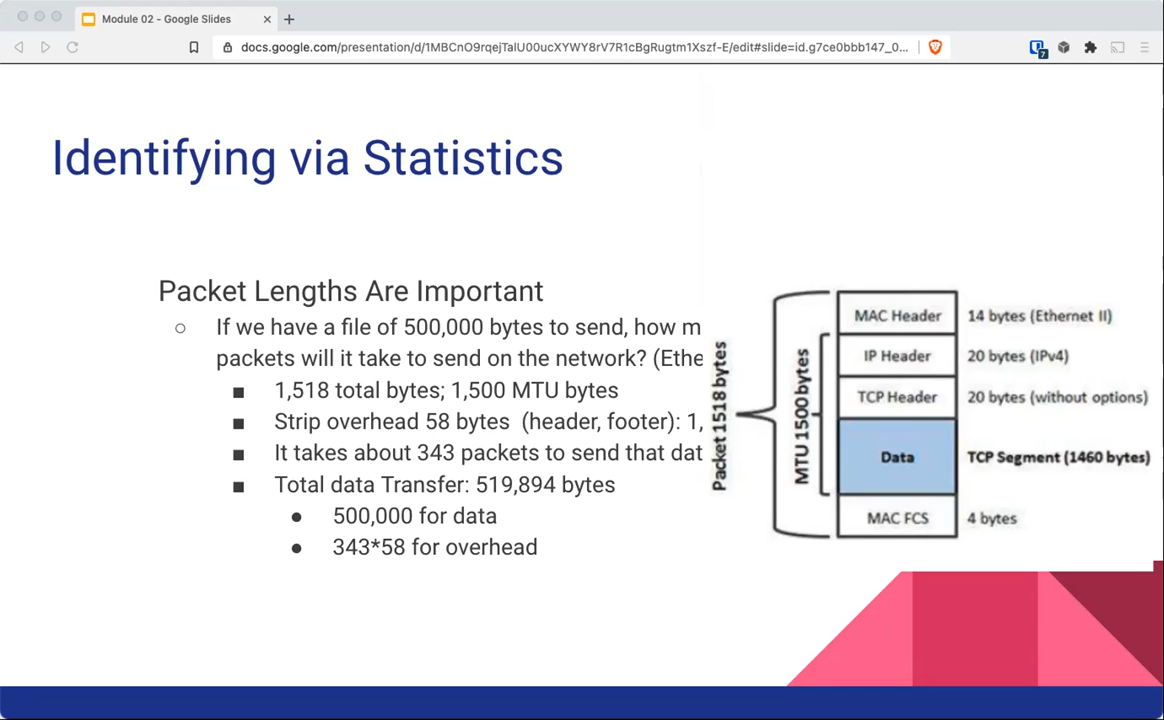 Module 02 - Google Slides
docs.google.com/presentation/d/1MBCnO9rqejTalU00ucXYWY8rV7R1cBgRugtm1Xszf-E/edit#slide=id.g7ce0bbb147_0...
7
Identifying via Statistics
Packet Lengths Are Important
If we have a file of 500,000 bytes to send, how m
packets will it take to send on the network? (Ethe
1,518 total bytes; 1,500 MTU bytes
Strip overhead 58 bytes (header, footer): 1,
It takes about 343 packets to send that dat
Total data Transfer: 519,894 bytes
500,000 for data
343*58 for overhead
Packet 1518 bytes
MTU 1500 bytes
MAC Header 14 bytes (Ethernet II)
IP Header 20 bytes (IPv4)
TCP Header 20 bytes (without options)
Data TCP Segment (1460 bytes)
MAC FCS 4 bytes